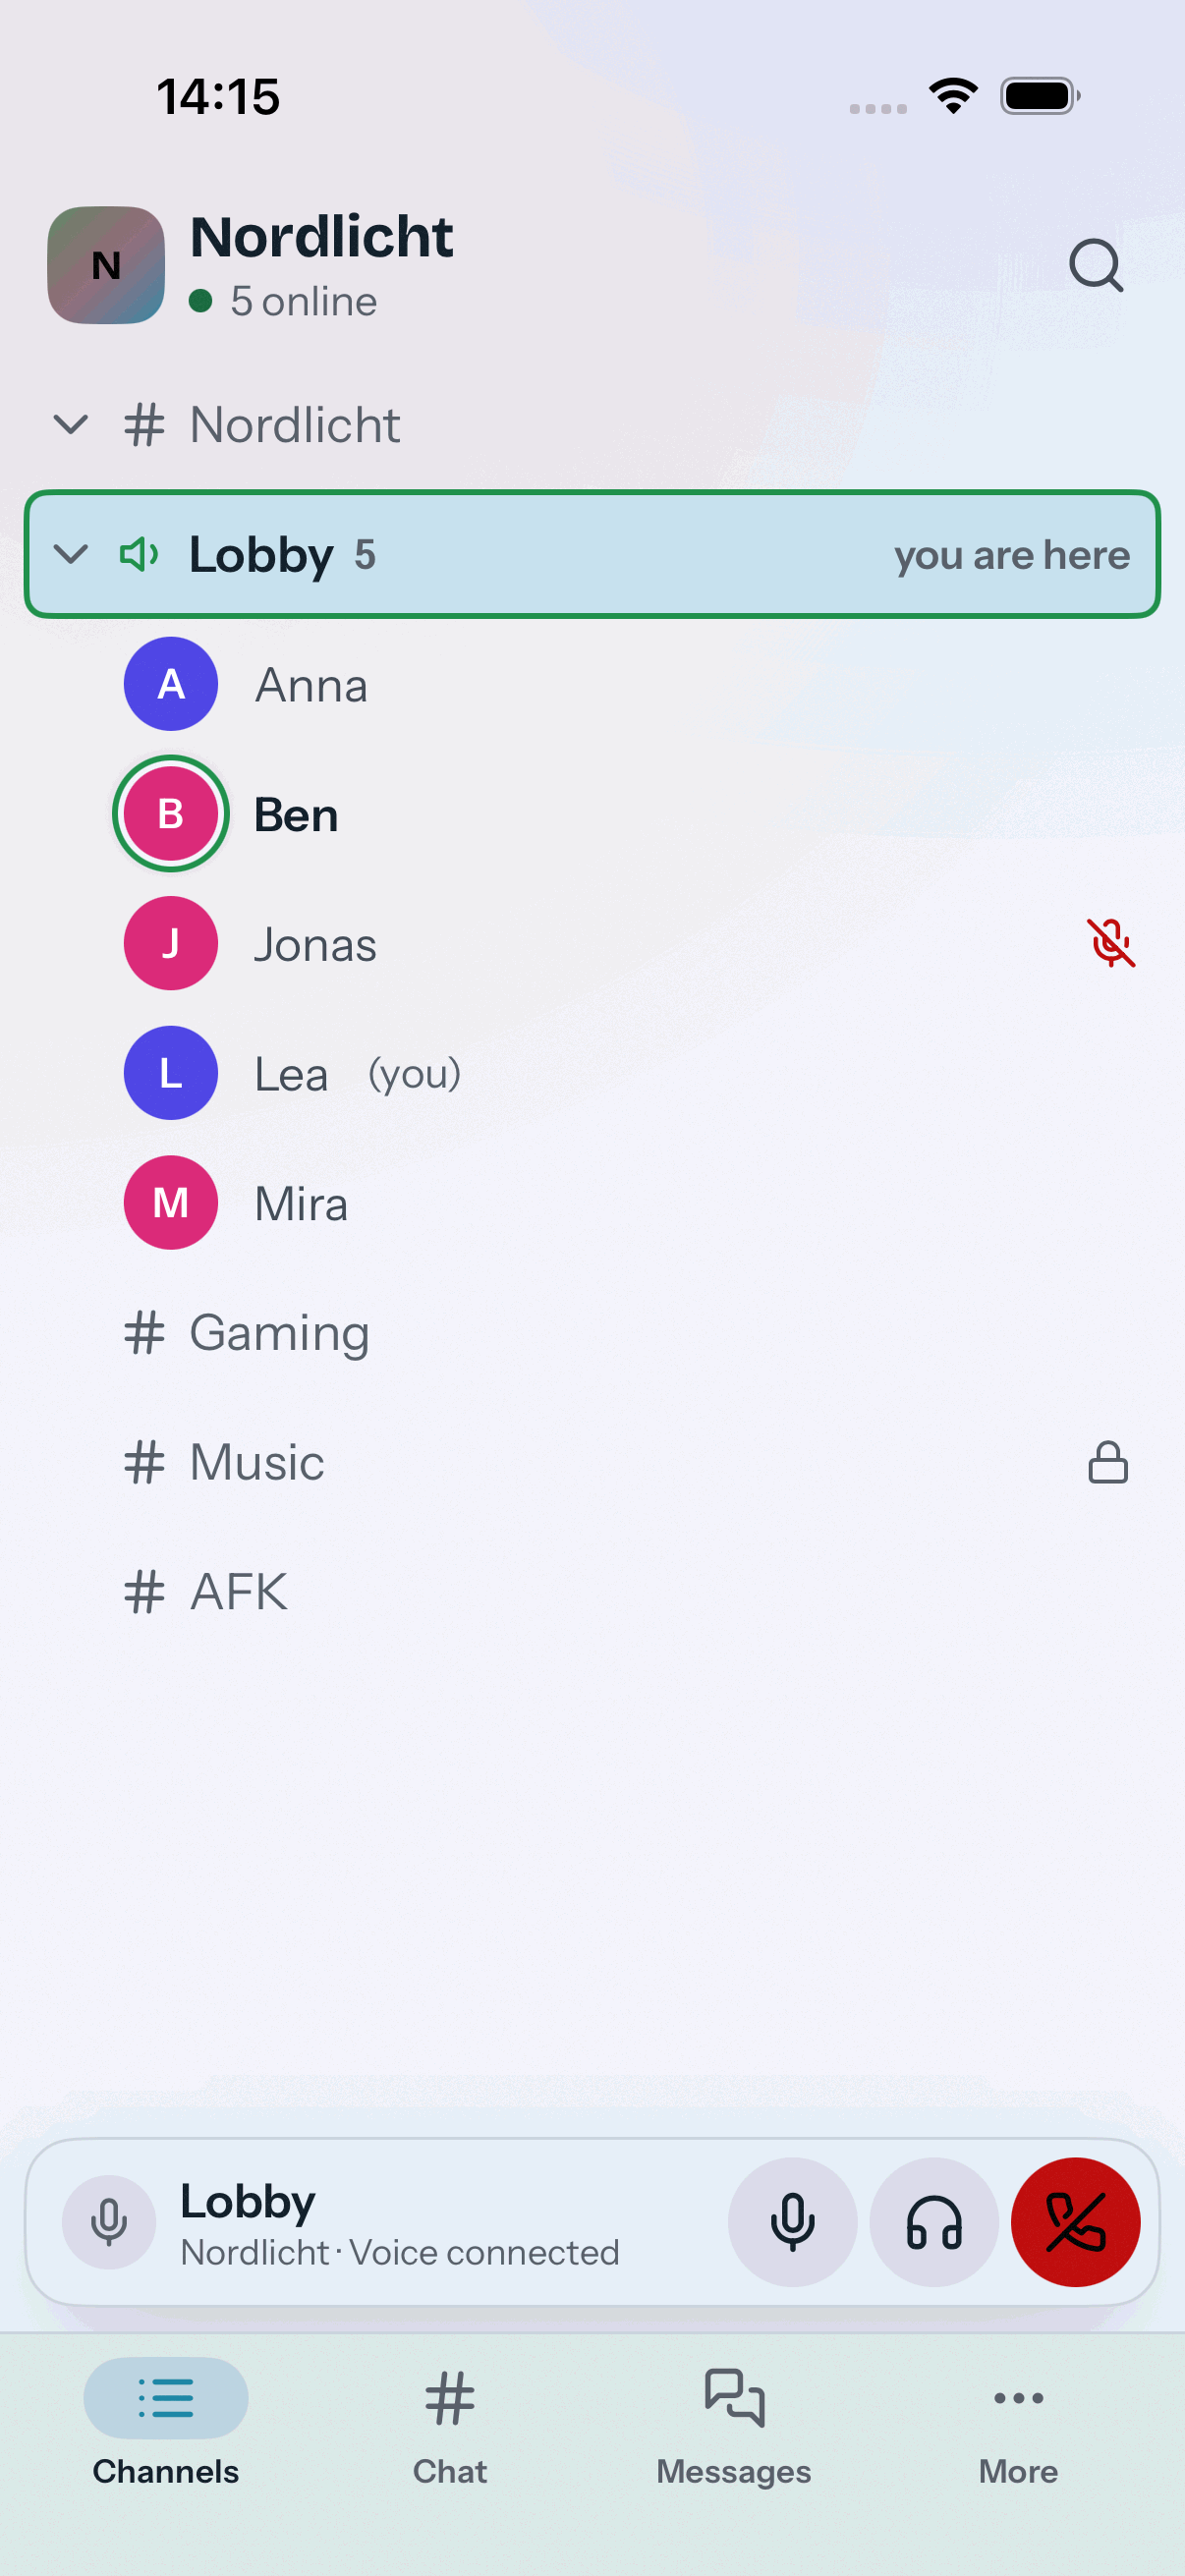 14:15
N
Nordlicht
5 online
# Nordlicht
Lobby 5 you are here
A Anna
B Ben
J Jonas
L Lea (you)
M Mira
# Gaming
# Music
# AFK
Lobby
Nordlicht · Voice connected
Channels Chat Messages More